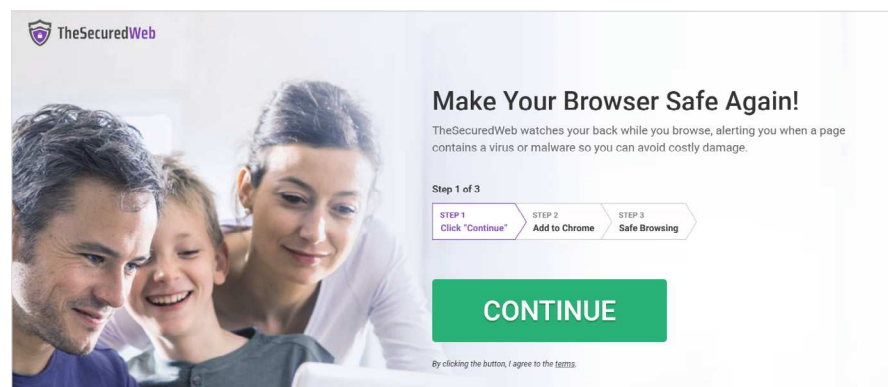 TheSecuredWeb
Make Your Browser Safe Again!
TheSecuredWeb watches your back while you browse, alerting you when a page
contains a virus or malware so you can avoid costly damage.
Step 1 of 3
STEP 1
Click "Continue"
STEP 2
Add to Chrome
STEP 3
Safe Browsing
CONTINUE
By clicking the button, I agree to the terms.